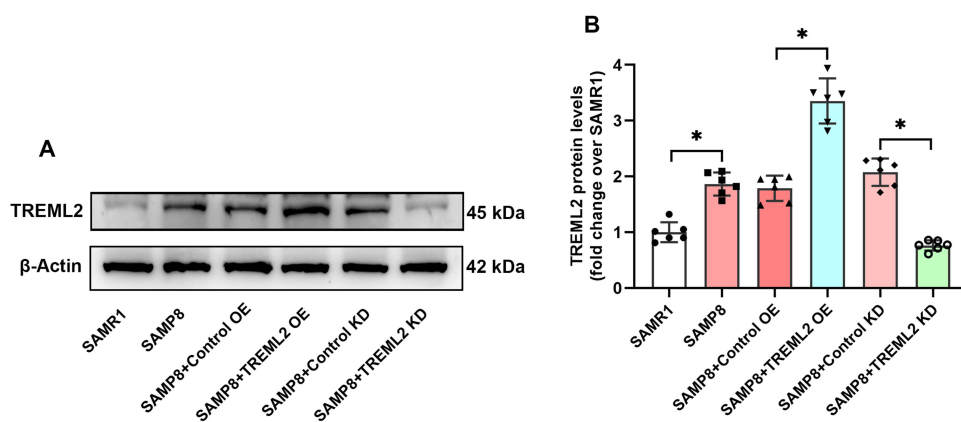 A
TREML2
45 kDa
β-Actin
42 kDa
SAMR1
SAMP8
SAMP8+Control OE
SAMP8+TREML2 OE
SAMP8+Control KD
SAMP8+TREML2 KD
B
TREML2 protein levels
(fold change over SAMR1)
4
3
2
1
0
*
*
*
SAMR1
SAMP8
SAMP8+Control OE
SAMP8+TREML2 OE
SAMP8+Control KD
SAMP8+TREML2 KD